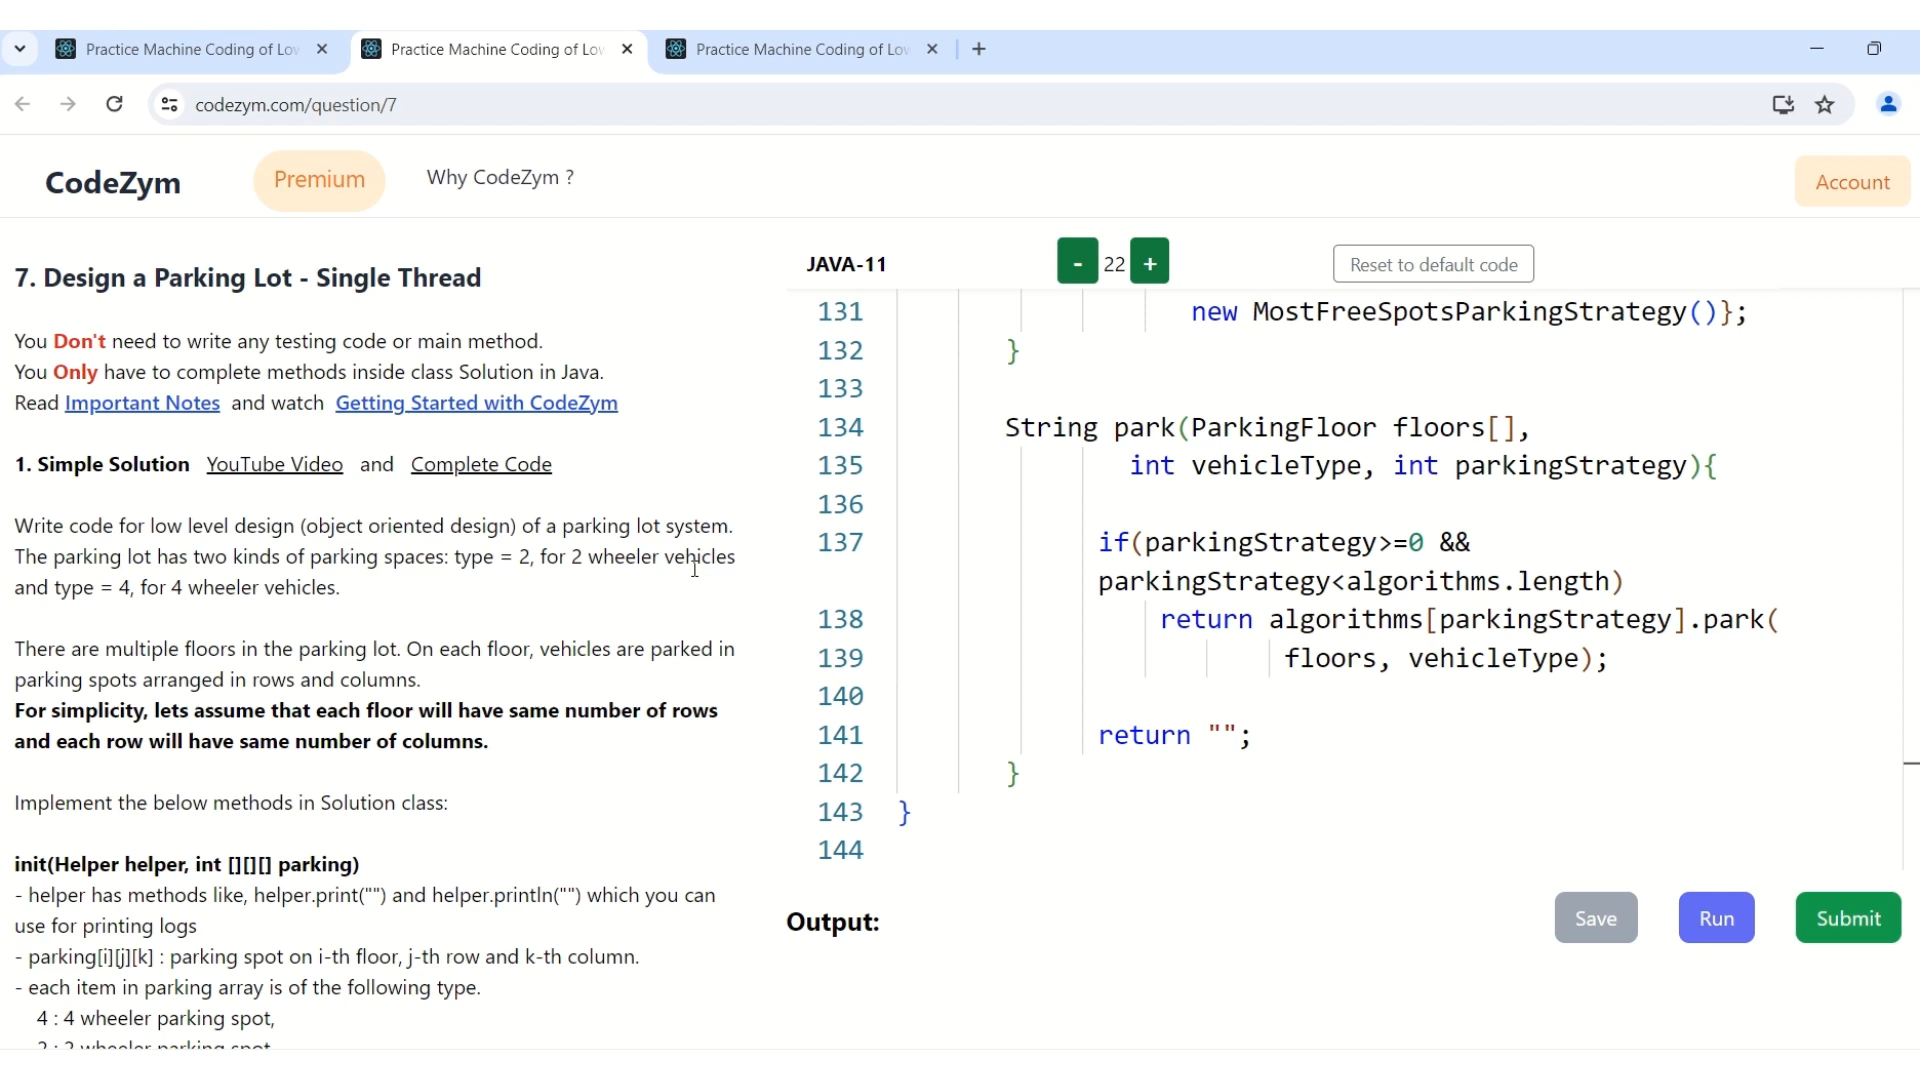 Practice Machine Coding of Lov
Practice Machine Coding of Lov
Practice Machine Coding of Lov
codezym.com/question/7
CodeZym
Premium
Why CodeZym ?
Account
7. Design a Parking Lot - Single Thread
You Don't need to write any testing code or main method.
You Only have to complete methods inside class Solution in Java.
Read Important Notes and watch Getting Started with CodeZym
1. Simple Solution YouTube Video and Complete Code
Write code for low level design (object oriented design) of a parking lot system.
The parking lot has two kinds of parking spaces: type = 2, for 2 wheeler vehicles
and type = 4, for 4 wheeler vehicles.
There are multiple floors in the parking lot. On each floor, vehicles are parked in
parking spots arranged in rows and columns.
For simplicity, lets assume that each floor will have same number of rows
and each row will have same number of columns.
Implement the below methods in Solution class:
init(Helper helper, int [][][] parking)
- helper has methods like, helper.print("") and helper.println("") which you can
use for printing logs
- parking[i][j][k] : parking spot on i-th floor, j-th row and k-th column.
- each item in parking array is of the following type.
4 : 4 wheeler parking spot,
2 : 2 wheeler parking spot
JAVA-11
- 22 +
Reset to default code
131 new MostFreeSpotsParkingStrategy()};
132 }
133
134 String park(ParkingFloor floors[],
135 int vehicleType, int parkingStrategy){
136
137 if(parkingStrategy>=0 &&
parkingStrategy<algorithms.length)
138 return algorithms[parkingStrategy].park(
139 floors, vehicleType);
140
141 return "";
142 }
143 }
144
Output:
Save
Run
Submit